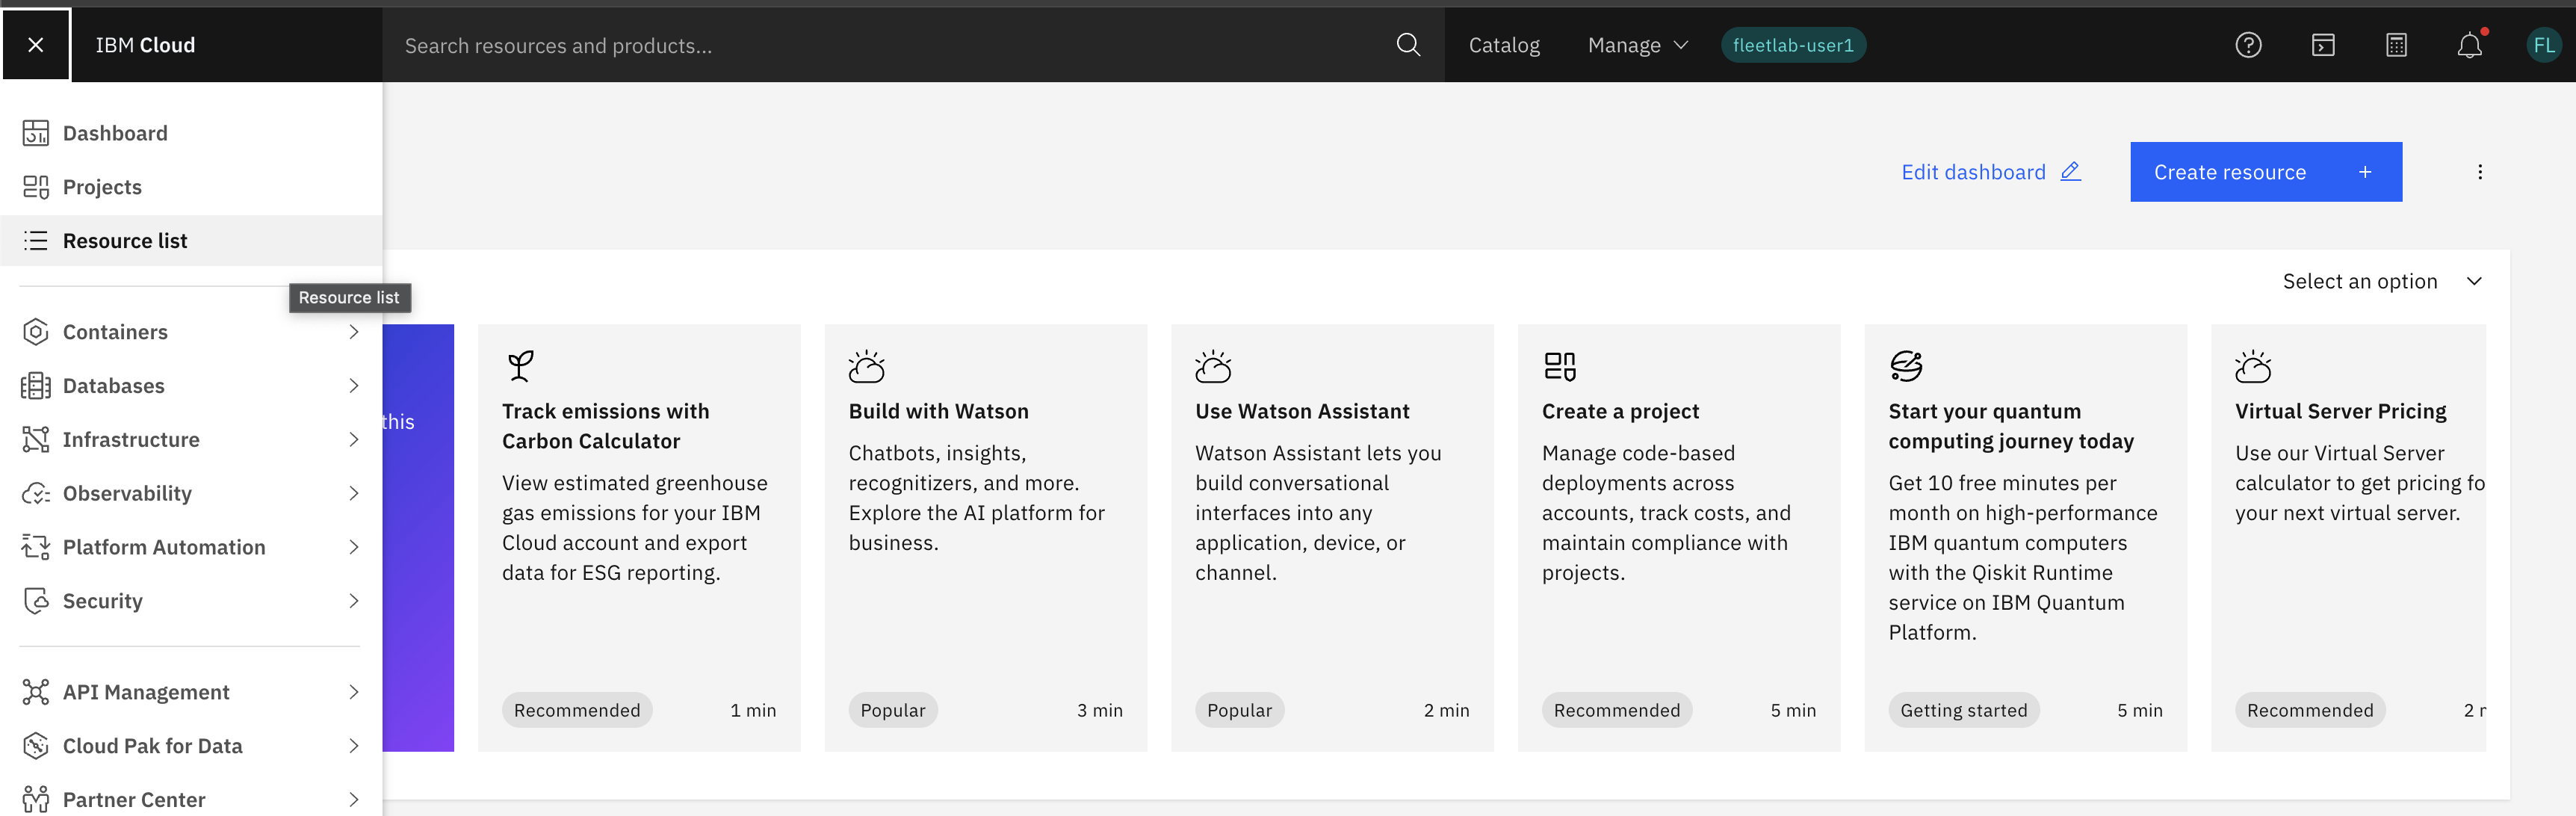 IBM Cloud
Search resources and products...
Catalog
Manage
fleetlab-user1
FL
Dashboard
Projects
Resource list
Resource list
Containers
Databases
Infrastructure
Observability
Platform Automation
Security
API Management
Cloud Pak for Data
Partner Center
Edit dashboard
Create resource
Select an option
this
Track emissions with
Carbon Calculator
View estimated greenhouse
gas emissions for your IBM
Cloud account and export
data for ESG reporting.
Recommended
1 min
Build with Watson
Chatbots, insights,
recognitizers, and more.
Explore the AI platform for
business.
Popular
3 min
Use Watson Assistant
Watson Assistant lets you
build conversational
interfaces into any
application, device, or
channel.
Popular
2 min
Create a project
Manage code-based
deployments across
accounts, track costs, and
maintain compliance with
projects.
Recommended
5 min
Start your quantum
computing journey today
Get 10 free minutes per
month on high-performance
IBM quantum computers
with the Qiskit Runtime
service on IBM Quantum
Platform.
Getting started
5 min
Virtual Server Pricing
Use our Virtual Server
calculator to get pricing fo
your next virtual server.
Recommended
2